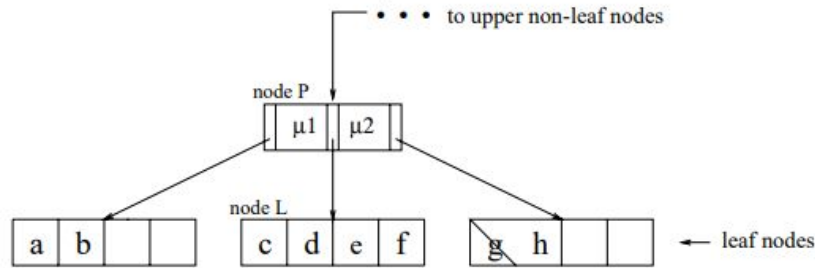 • • • to upper non-leaf nodes
node P
μ1 μ2
node L
a b c d e f g h
leaf nodes